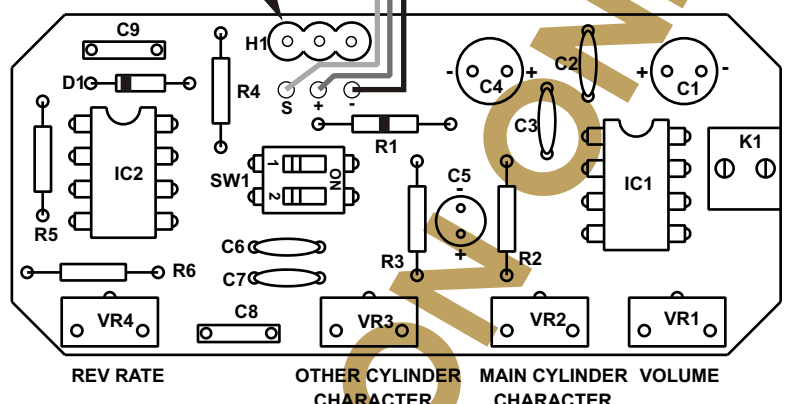 C9
H1
D1
R4
S + -
- C4 +
C2
+ C1 -
C3
R1
K1
IC2
SW1
1
2
ON
C5
-
+
IC1
R5
C6
R3
R2
R6
C7
C8
VR4
VR3
VR2
VR1
REV RATE
OTHER CYLINDER
CHARACTER
MAIN CYLINDER
CHARACTER
VOLUME